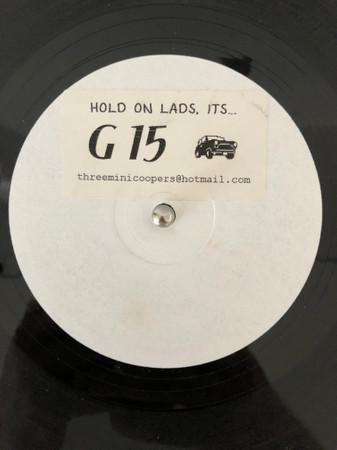 HOLD ON LADS, ITS...
G 15
threeminicoopers@hotmail.com